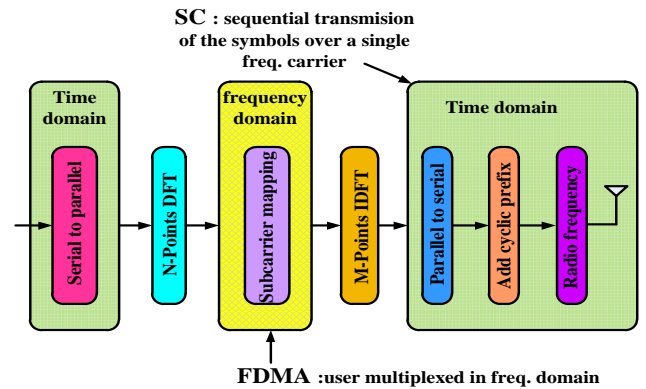 SC : sequential transmision
of the symbols over a single
freq. carrier
Time
domain
frequency
domain
Time domain
Serial to parallel
N-Points DFT
Subcarrier mapping
M-Points IDFT
Parallel to serial
Add cyclic prefix
Radio frequency
FDMA :user multiplexed in freq. domain